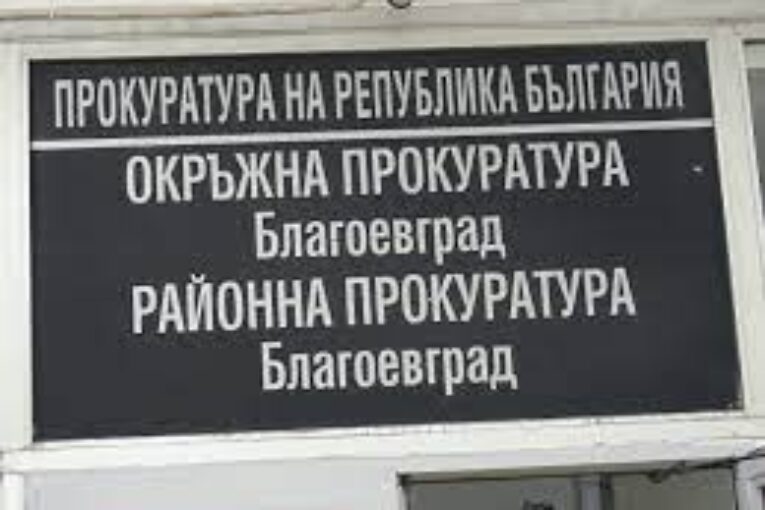 ПРОКУРАТУРА НА РЕПУБЛИКА БЪЛГАРИЯ
ОКРЪЖНА ПРОКУРАТУРА
Благоевград
РАЙОННА ПРОКУРАТУРА
Благоевград